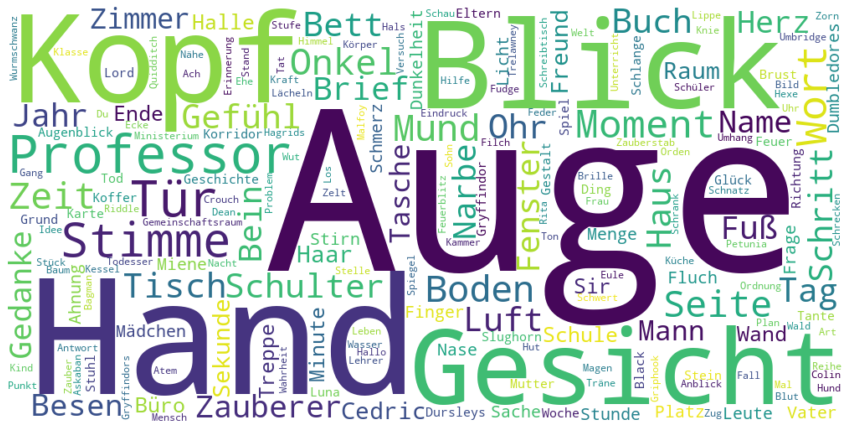 Kopf
Blick
Auge
Hand
Gesicht
Wurmschwanz
Klasse
Quidditch
Zimmer
Lord
Nähe
Ach
Halle
Stufe
Erinnerung
Stand
Tat
Ehe
Bett
Hals
Versuch
Himmel
Körper
Kraft
Lächeln
Onkel
Brief
Eltern
Schau
Dunkelheit
Licht
Fudge
Trelawney
Hilfe
Freund
Schreibtisch
Welt
Buch
Schlange
Lippe
Knie
Unterricht
Raum
Schüler
Herz
Zorn
Umbridge
Brust
Bild
Hexe
Uhr
Dumbledores
Wort
Jahr
Du
Ecke
Ministerium
Ende
Augenblick
Gefühl
Korridor
Hagrids
Wut
Malfoy
Schmerz
Mund
Eindruck
Ohr
Feder
Spiel
Moment
Zauberstab
Name
Umhang
Orden
Feuer
Richtung
Professor
Gang
Tod
Geschichte
Los
Sohn
Filch
Tasche
Narbe
Gryffindor
Fenster
Rita
Gestalt
Brille
Ding
Frau
Glück
Schnatz
Schritt
Zeit
Koffer
Zelt
Problem
Feuerblitz
Haus
Schrank
Schrecken
Tür
Bein
Grund
Karte
Riddle
Crouch
Dean
Gemeinschaftsraum
Kammer
Ton
Menge
Petunia
Fuß
Frage
Gedanke
Idee
Stimme
Stirn
Haar
Stelle
Spiegel
Boden
Eule
Sir
Küche
Fluch
Stück
Baum
Todesser
Kessel
Bagman
Miene
Nacht
Ahnung
Tisch
Schulter
Schwert
Seite
Ordnung
Tag
Tante
Mädchen
Finger
Luft
Mann
Plan
Wald
Art
Zauber
Askaban
Kind
Antwort
Stuhl
Atem
Sekunde
Treppe
Wahrheit
Minute
Leben
Wasser
Hallo
Lehrer
Slughorn
Hut
Schule
Wand
Nase
Black
Magen
Träne
Griphook
Stein
Anblick
Fall
Mal
Blut
Reihe
Colin
Hund
Punkt
Besen
Gryffindors
Mensch
Büro
Zauberer
Luna
Cedric
Mutter
Dursleys
Sache
Woche
Stunde
Platz
Zug
Leute
Vater